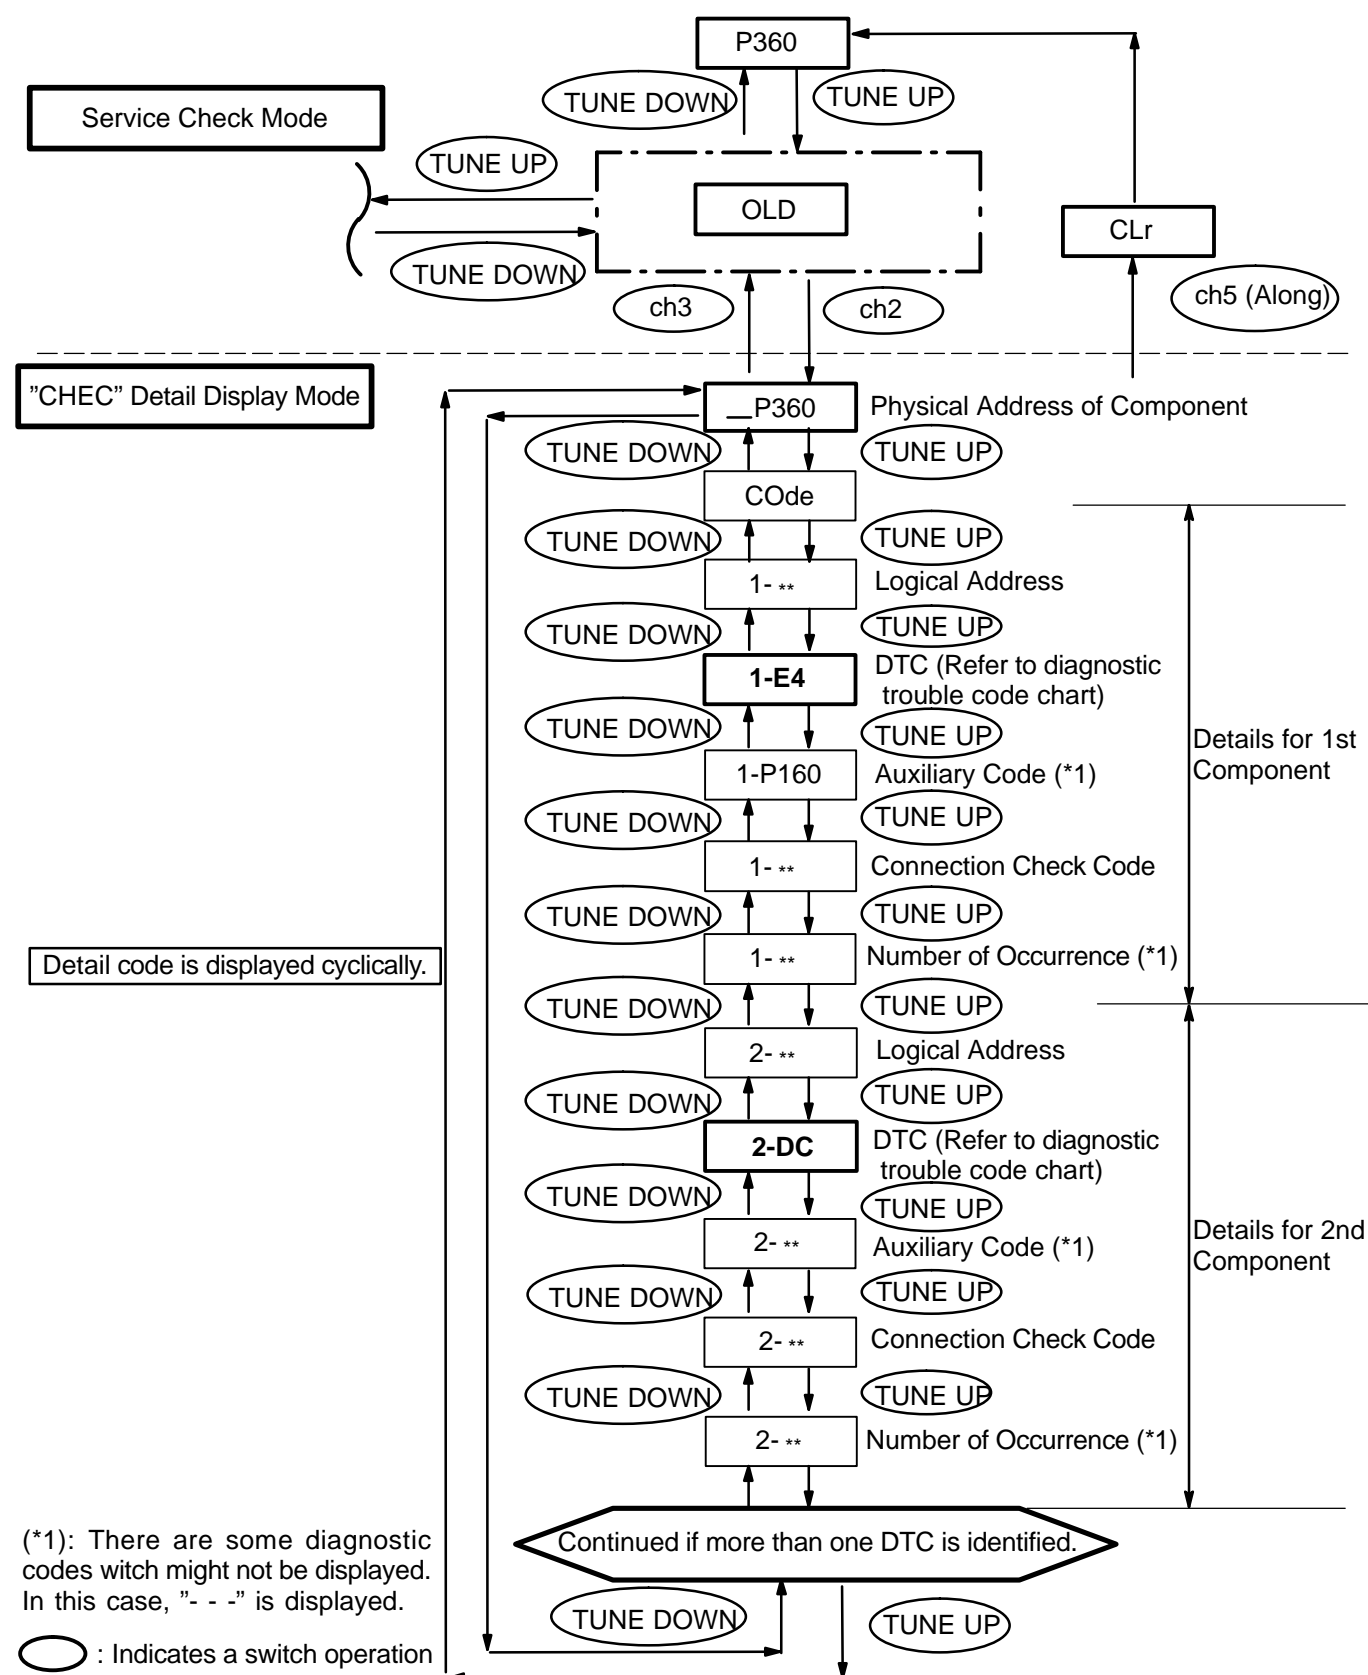 P360
TUNE DOWN
TUNE UP
Service Check Mode
TUNE UP
OLD
CLr
TUNE DOWN
ch3
ch2
ch5 (Along)
”CHEC” Detail Display Mode
_P360
Physical Address of Component
TUNE DOWN
TUNE UP
COde
TUNE DOWN
TUNE UP
1- **
Logical Address
TUNE DOWN
TUNE UP
1-E4
DTC (Refer to diagnostic
trouble code chart)
TUNE DOWN
TUNE UP
Details for 1st
Component
1-P160
Auxiliary Code (*1)
TUNE DOWN
TUNE UP
1- **
Connection Check Code
TUNE DOWN
TUNE UP
Detail code is displayed cyclically.
1- **
Number of Occurrence (*1)
TUNE DOWN
TUNE UP
2- **
Logical Address
TUNE DOWN
TUNE UP
2-DC
DTC (Refer to diagnostic
trouble code chart)
TUNE DOWN
TUNE UP
2- **
Auxiliary Code (*1)
Details for 2nd
Component
TUNE DOWN
TUNE UP
2- **
Connection Check Code
TUNE DOWN
TUNE UP
2- **
Number of Occurrence (*1)
Continued if more than one DTC is identified.
(*1): There are some diagnostic
codes witch might not be displayed.
In this case, ”- - -” is displayed.
TUNE DOWN
TUNE UP
: Indicates a switch operation